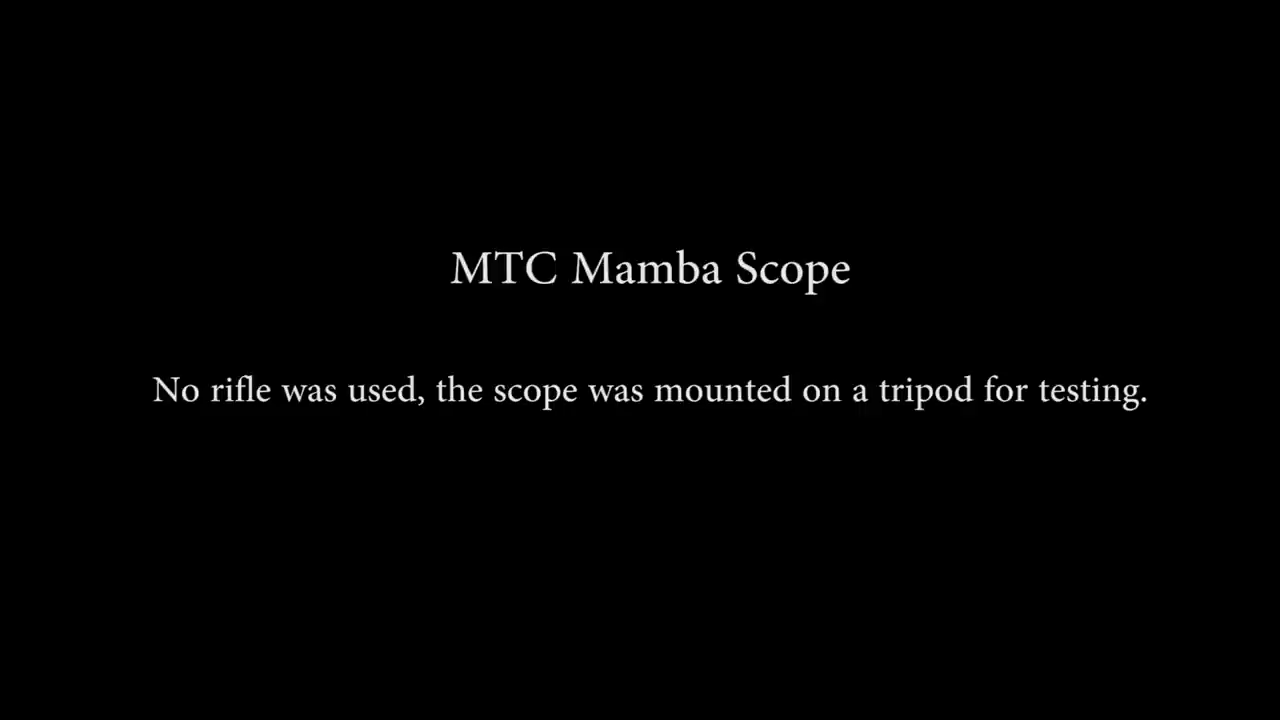 MTC Mamba Scope
No rifle was used, the scope was mounted on a tripod for testing.